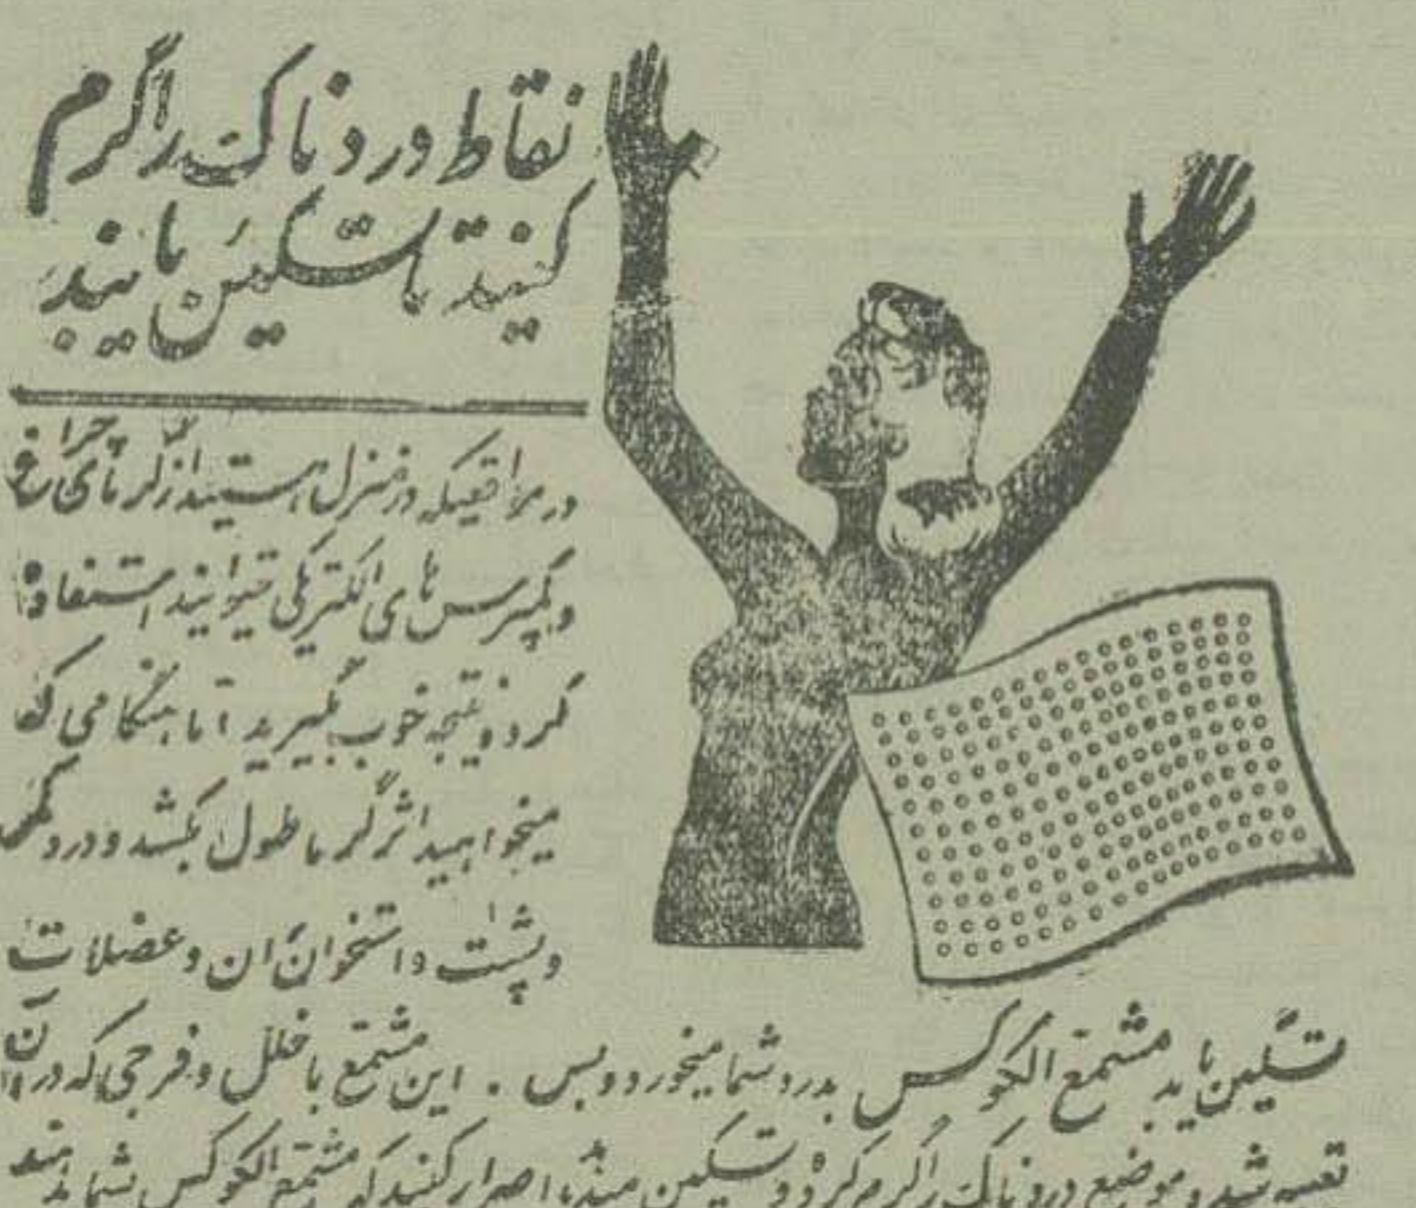 نقاط دردناک را گرم
کنید تا تسکین یابند
در مواقعیکه در منزل هستید از گرمای چراغ
و کمپرس های الکتریکی میتوانید استفاده
کرده و نتیجه خوب بگیرید اما هنگامی که
میخواهید اثر گرما طول بکشد و درد کمر
و پشت و استخوان ران و عضلات
تسکین یابد مشمع الکوکس بدرد شما میخورد و بس . این مشمع با خلل و فرجی که در آن
تعبیه شده موضع دردناک را گرم کرده و تسکین میدهد اصرار کنید که مشمع الکوکس بشما بدهند